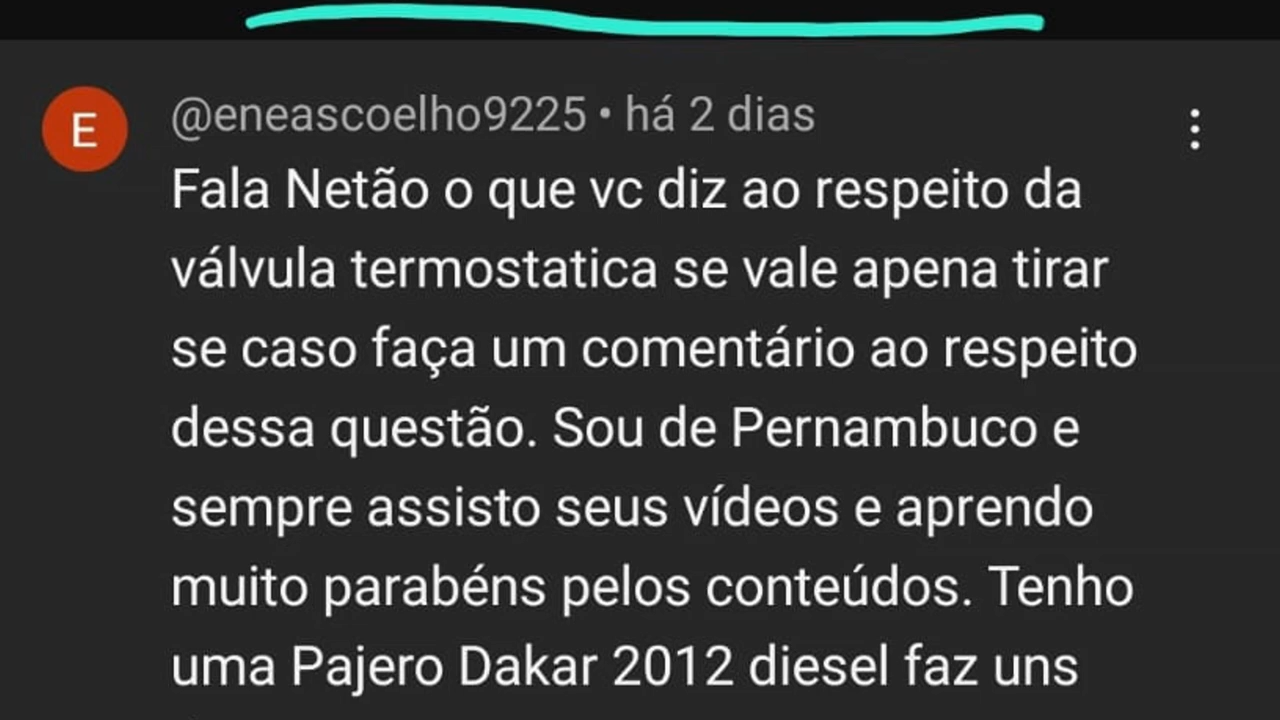 E
@eneascoelho9225 • há 2 dias
Fala Netão o que vc diz ao respeito da
válvula termostatica se vale apena tirar
se caso faça um comentário ao respeito
dessa questão. Sou de Pernambuco e
sempre assisto seus vídeos e aprendo
muito parabéns pelos conteúdos. Tenho
uma Pajero Dakar 2012 diesel faz uns